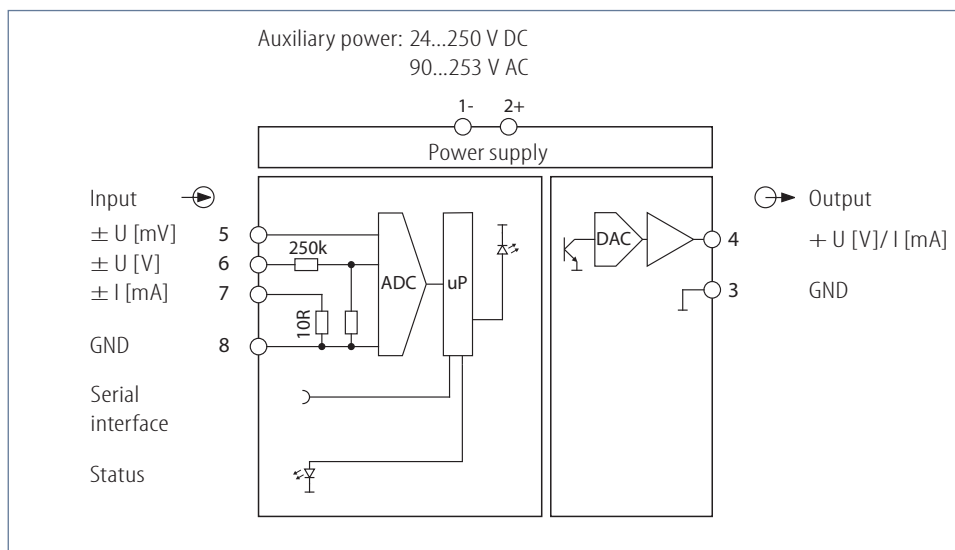 Auxiliary power: 24...250 V DC
90...253 V AC
1- 2+
Power supply
Input
Output
± U [mV] 5
± U [V] 6
± I [mA] 7
GND 8
250k
10R
ADC
uP
DAC
4 + U [V]/ I [mA]
3 GND
Serial
interface
Status